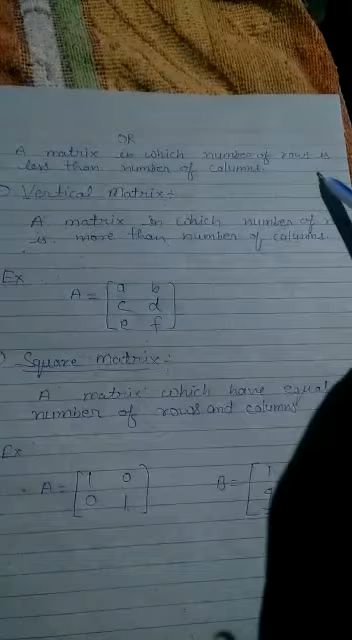 OR
A matrix in which number of rows is
less than number of columns.
) Vertical Matrix:-
A matrix in which number of
is more than number of columns.
Ex
A = [a b
c d
e f]
) Square matrix:-
A matrix which have equal
number of rows and columns
Ex
A = [1 0
0 1]
B = [1